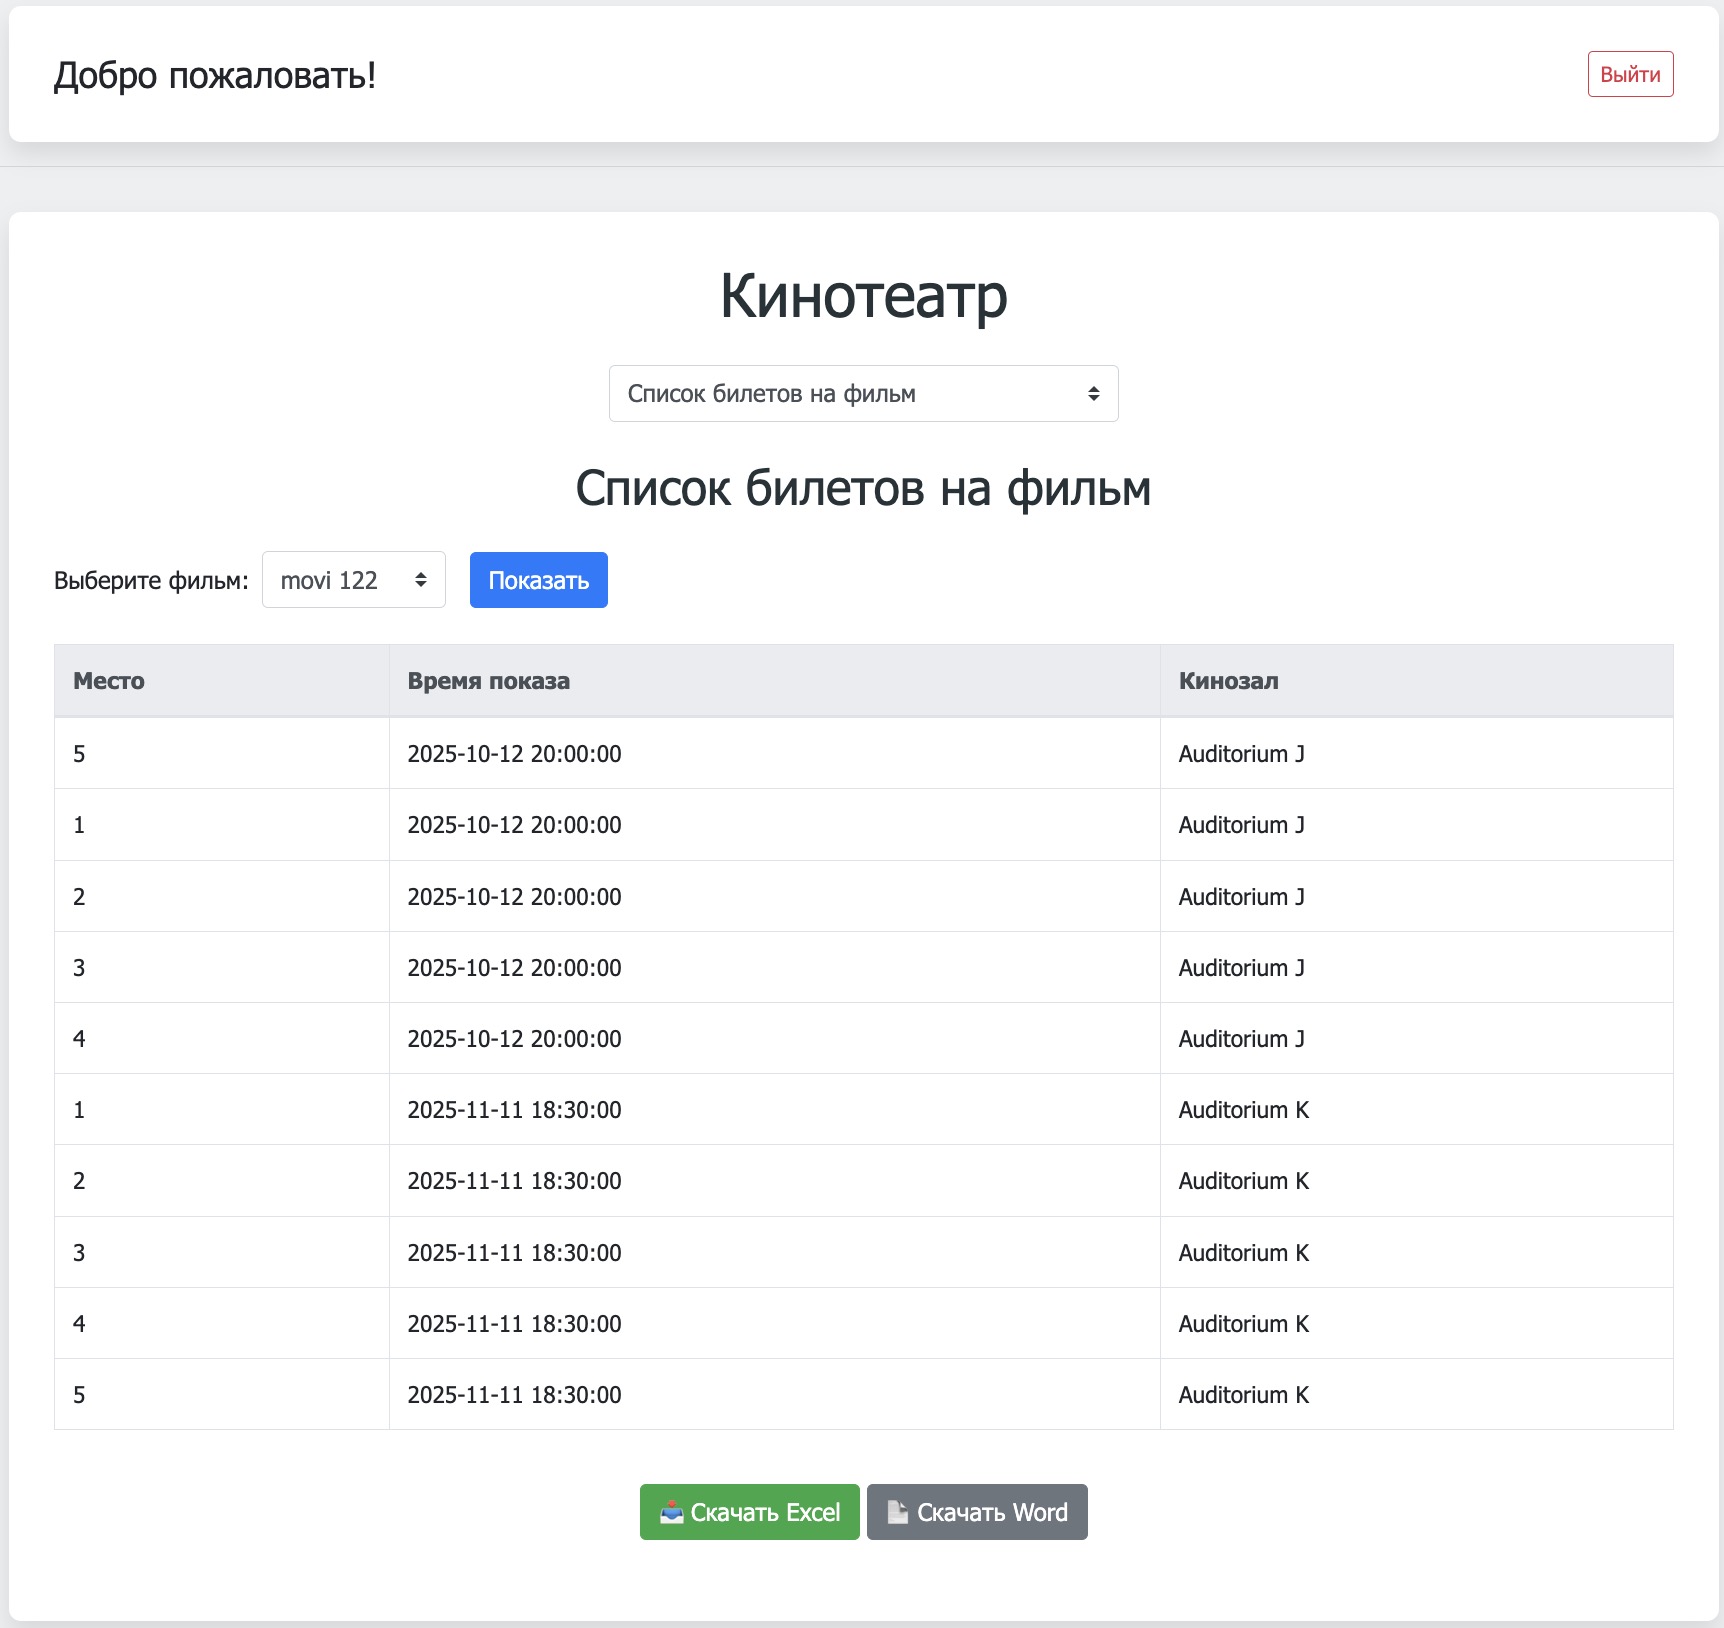 Добро пожаловать!
Выйти
Кинотеатр
Список билетов на фильм
Список билетов на фильм
Выберите фильм: movi 122 Показать
Место Время показа Кинозал
5 2025-10-12 20:00:00 Auditorium J
1 2025-10-12 20:00:00 Auditorium J
2 2025-10-12 20:00:00 Auditorium J
3 2025-10-12 20:00:00 Auditorium J
4 2025-10-12 20:00:00 Auditorium J
1 2025-11-11 18:30:00 Auditorium K
2 2025-11-11 18:30:00 Auditorium K
3 2025-11-11 18:30:00 Auditorium K
4 2025-11-11 18:30:00 Auditorium K
5 2025-11-11 18:30:00 Auditorium K
Скачать Excel Скачать Word